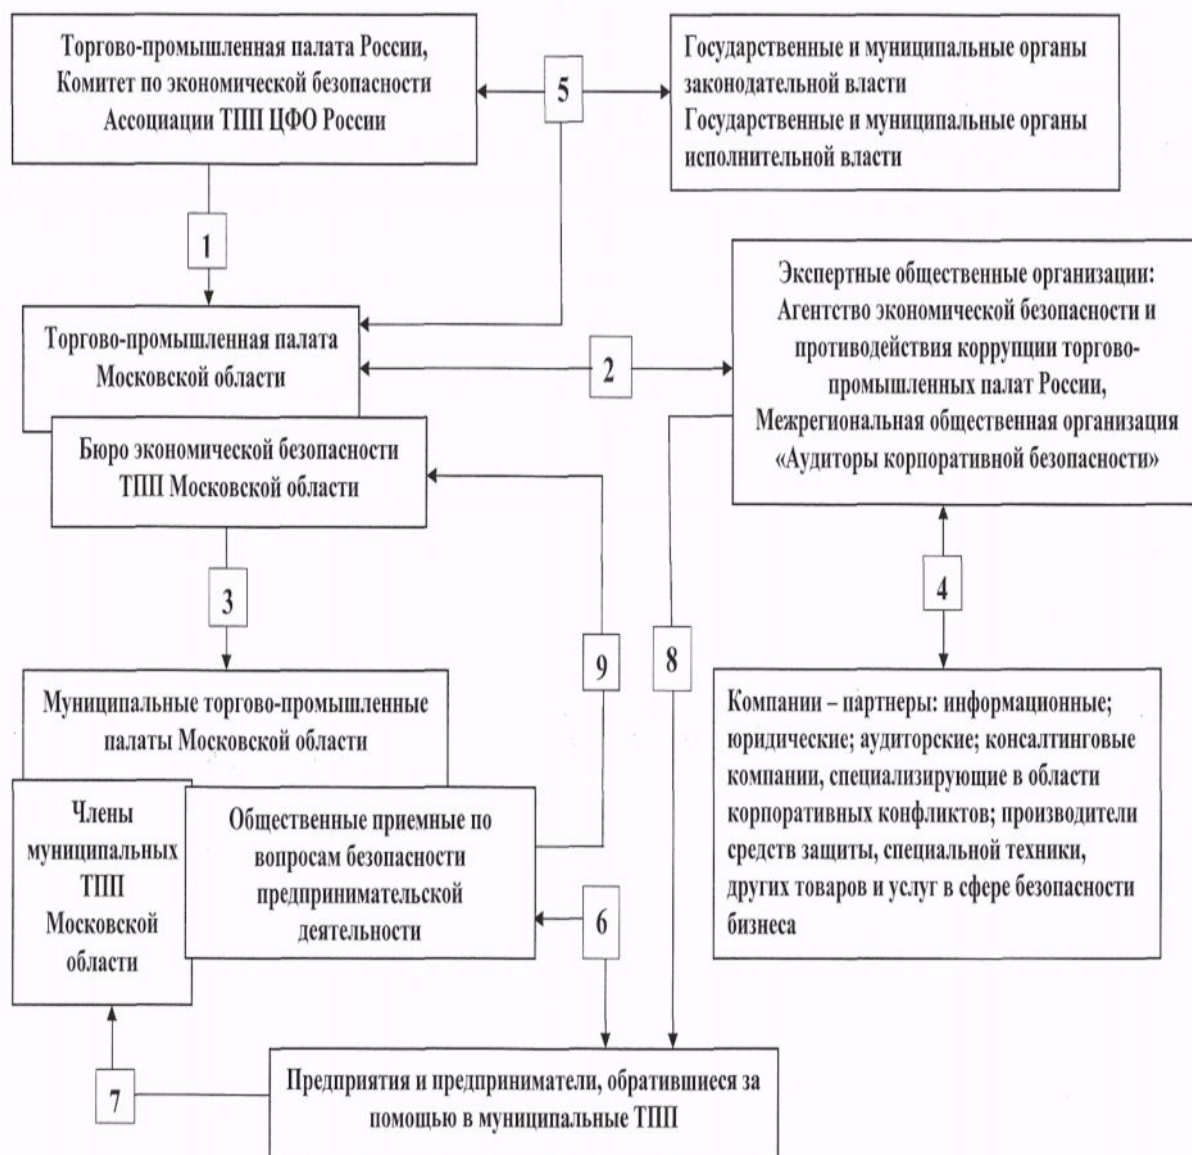 Торгово-промышленная палата России,
Комитет по экономической безопасности
Ассоциации ТПП ЦФО России
5
Государственные и муниципальные органы
законодательной власти
Государственные и муниципальные органы
исполнительной власти
1
Торгово-промышленная палата
Московской области
2
Экспертные общественные организации:
Агентство экономической безопасности и
противодействия коррупции торгово-
промышленных палат России,
Межрегиональная общественная организация
«Аудиторы корпоративной безопасности»
Бюро экономической безопасности
ТПП Московской области
3
4
9
8
Муниципальные торгово-промышленные
палаты Московской области
Члены
муниципальных
ТПП
Московской
области
Общественные приемные по
вопросам безопасности
предпринимательской
деятельности
6
Компании – партнеры: информационные;
юридические; аудиторские; консалтинговые
компании, специализирующие в области
корпоративных конфликтов; производители
средств защиты, специальной техники,
других товаров и услуг в сфере безопасности
бизнеса
7
Предприятия и предприниматели, обратившиеся за
помощью в муниципальные ТПП